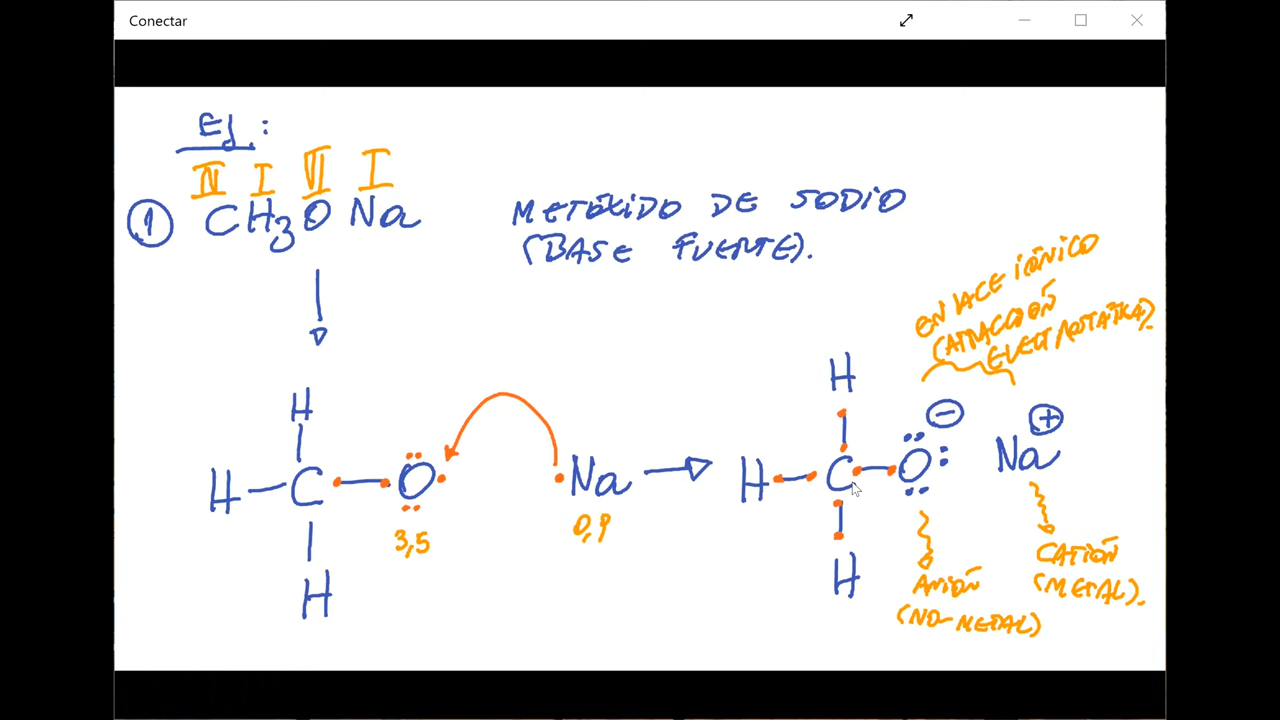 Conectar
Ej:
IV I VI I
① CH3O Na
METÓXIDO DE SODIO
(BASE FUERTE).
ENLACE IÓNICO
(ATRACCIÓN
ELECTROSTÁTICA).
H
H C O
3,5
H
Na
0,9
H
H C O ⊖ Na ⊕
H
ANIÓN
(NO-METAL)
CATIÓN
(METAL).